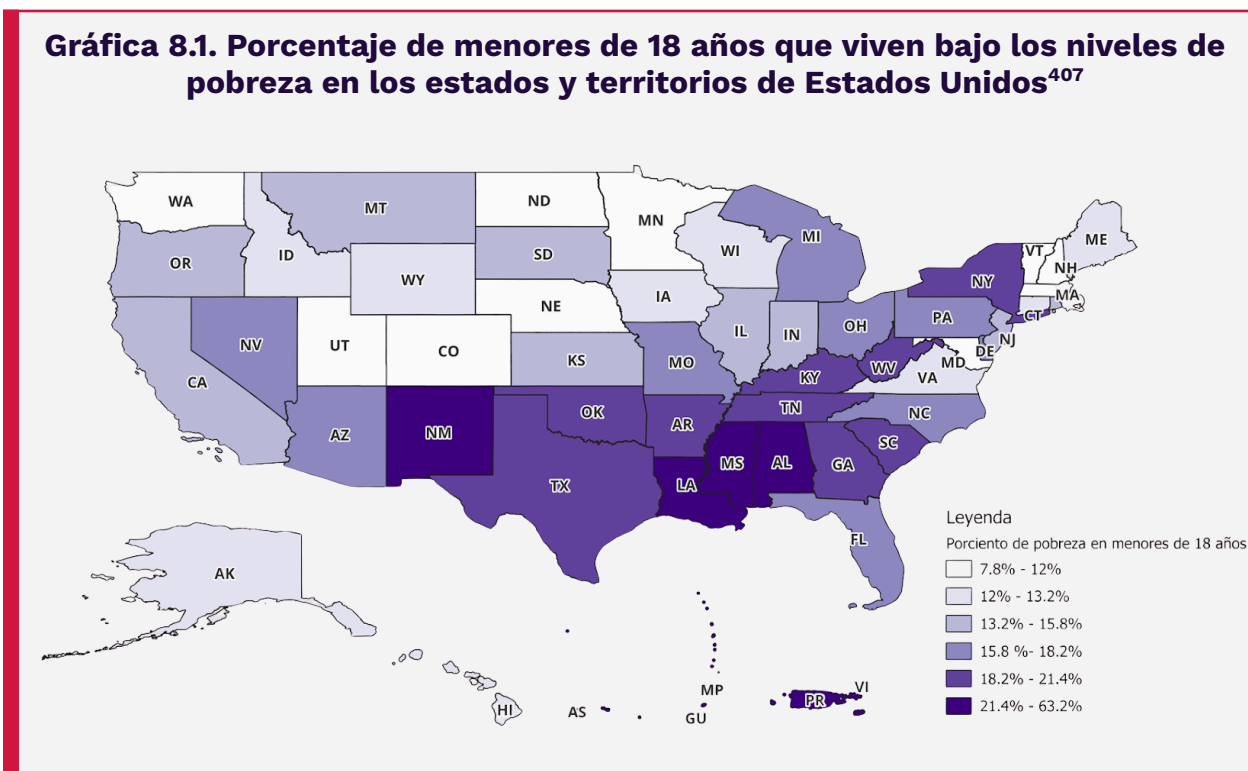 Gráfica 8.1. Porcentaje de menores de 18 años que viven bajo los niveles de
pobreza en los estados y territorios de Estados Unidos⁴⁰⁷
WA
MT
ND
MN
OR
ID
WY
SD
WI
MI
VT
NH
ME
NY
MA
CT
NV
UT
CO
NE
IA
IL
IN
OH
PA
NJ
CA
KS
MO
KY
WV
MD
DE
VA
AZ
NM
OK
AR
TN
NC
TX
LA
MS
AL
GA
SC
FL
AK
HI
AS
MP
GU
PR
VI
Leyenda
Porciento de pobreza en menores de 18 años
7.8% - 12%
12% - 13.2%
13.2% - 15.8%
15.8 %- 18.2%
18.2% - 21.4%
21.4% - 63.2%